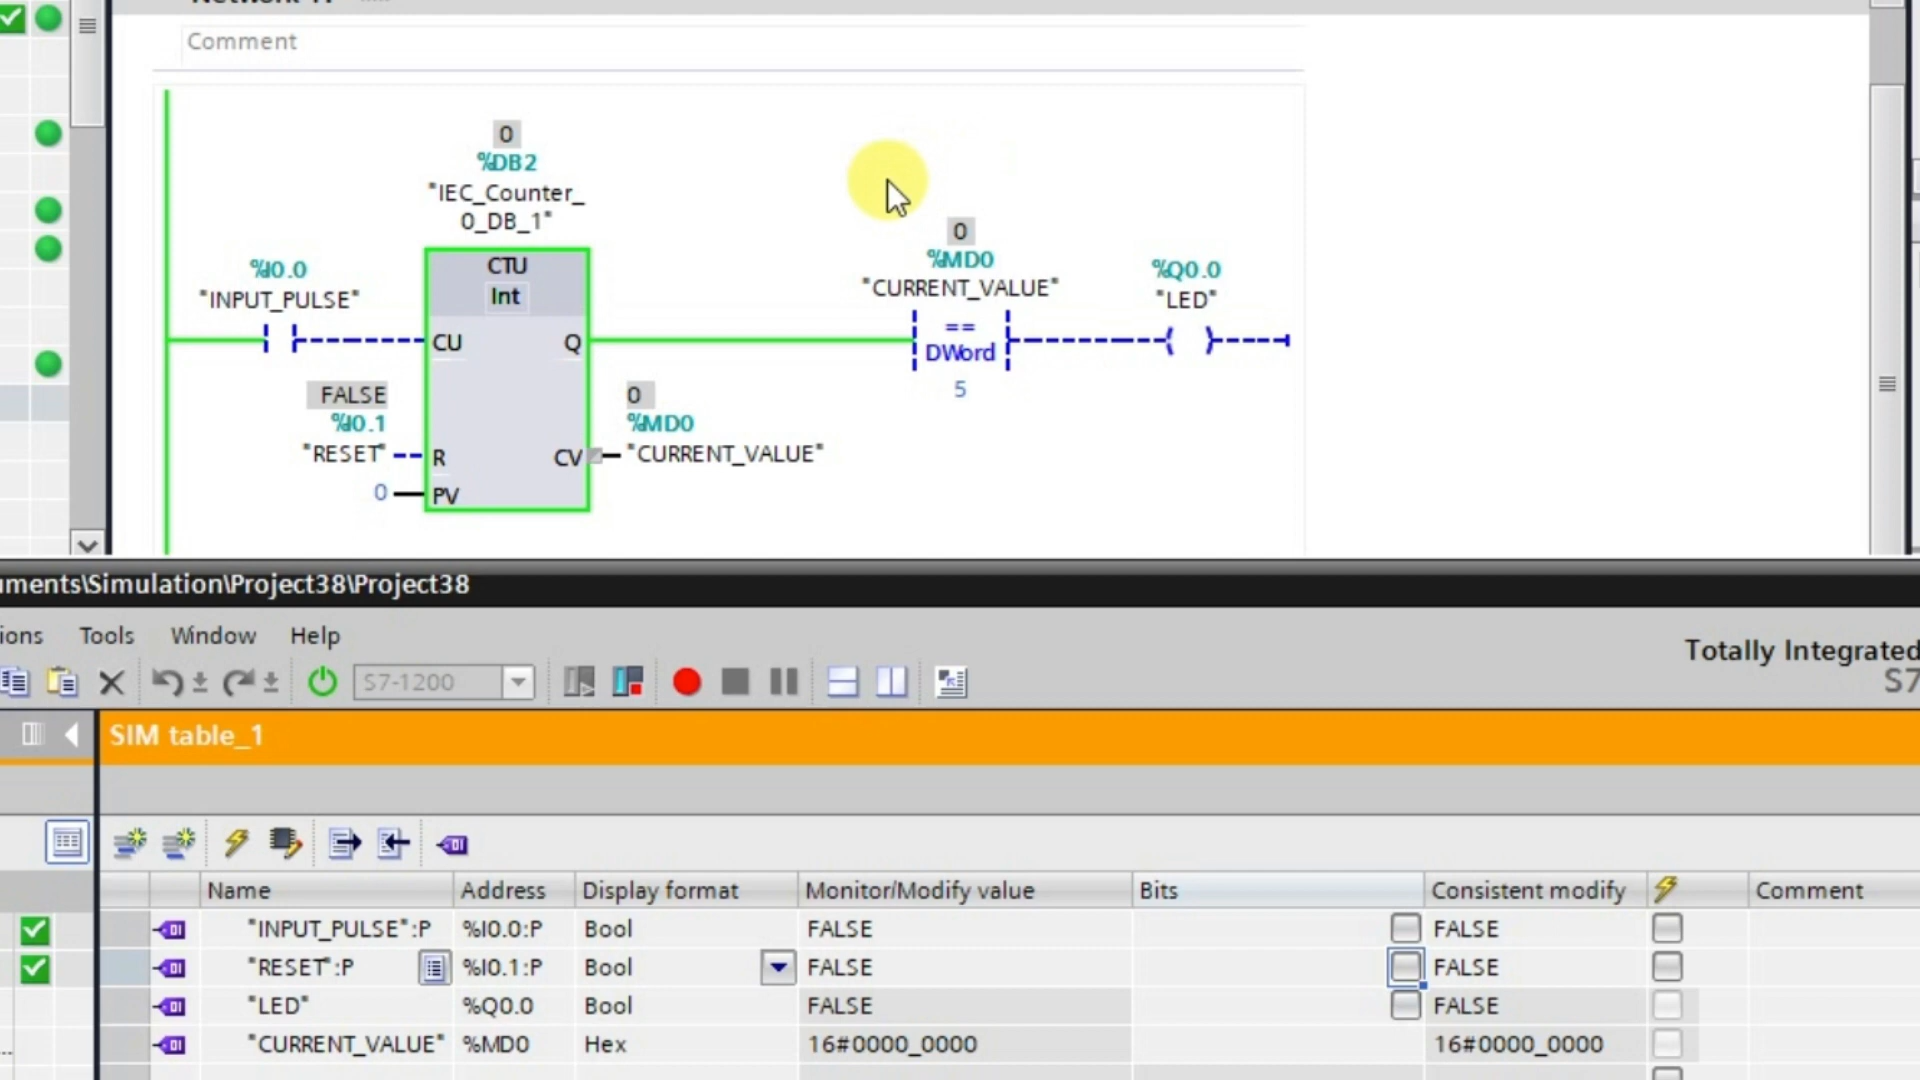 Network 1:
Comment
0
%DB2
"IEC_Counter_
0_DB_1"
0
%MD0
"CURRENT_VALUE"
%I0.0
"INPUT_PULSE"
CTU
Int
%Q0.0
"LED"
CU
Q
==
DWord
5
FALSE
%I0.1
"RESET"
R
0
%MD0
CV
"CURRENT_VALUE"
0
PV
uments\Simulation\Project38\Project38
ions Tools Window Help
Totally Integrated
S7-1200
S7
SIM table_1
Name Address Display format Monitor/Modify value Bits Consistent modify Comment
"INPUT_PULSE":P %I0.0:P Bool FALSE FALSE
"RESET":P %I0.1:P Bool FALSE FALSE
"LED" %Q0.0 Bool FALSE FALSE
"CURRENT_VALUE" %MD0 Hex 16#0000_0000 16#0000_0000